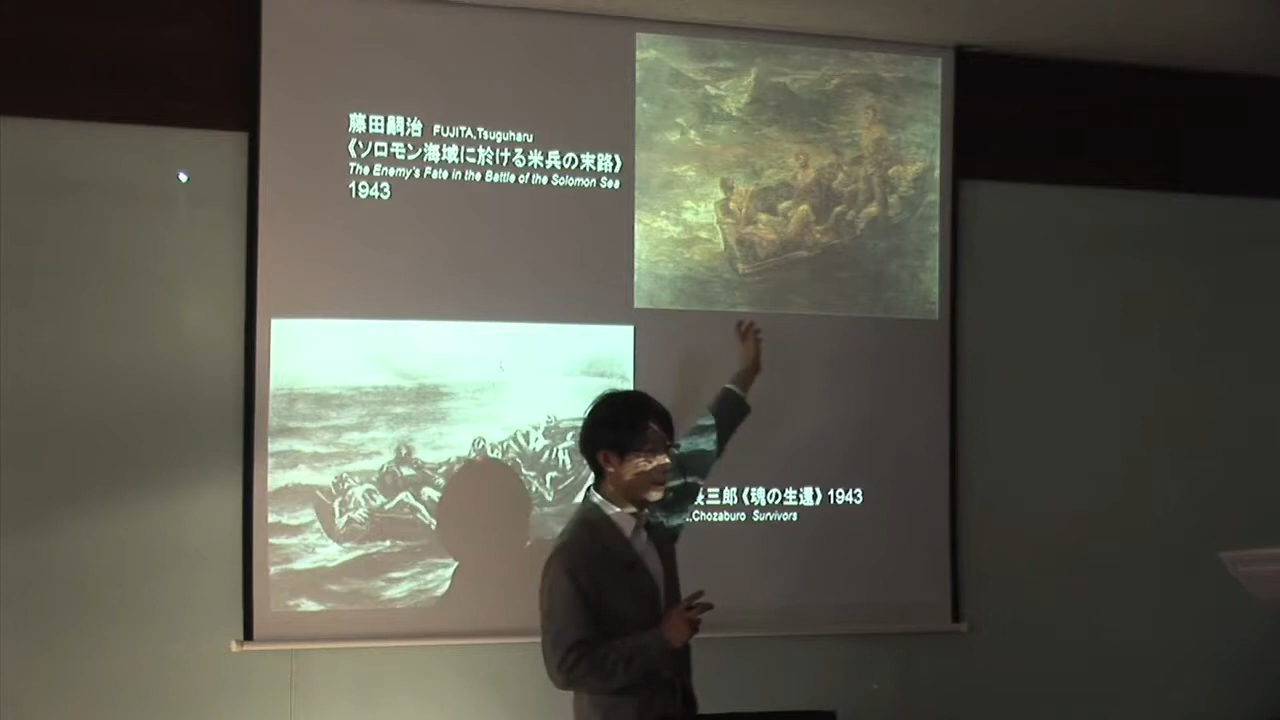 藤田嗣治 FUJITA,Tsuguharu
《ソロモン海域に於ける米兵の末路》
The Enemy's Fate in the Battle of the Solomon Sea
1943
三郎《魂の生還》 1943
,Chozaburo Survivors